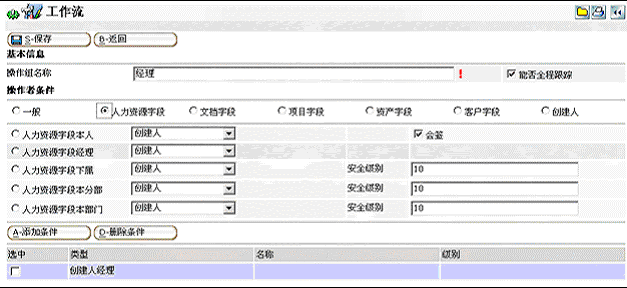 工作流
S-保存 B-返回
基本信息
操作组名称 经理 ! 能否全程跟踪
操作者条件
一般 人力资源字段 文档字段 项目字段 资产字段 客户字段 创建人
人力资源字段本人 创建人 会签
人力资源字段经理 创建人
人力资源字段下属 创建人 安全级别 10
人力资源字段本分部 创建人 安全级别 10
人力资源字段本部门 创建人 安全级别 10
A-添加条件 D-删除条件
选中 类型 名称 级别
创建人经理